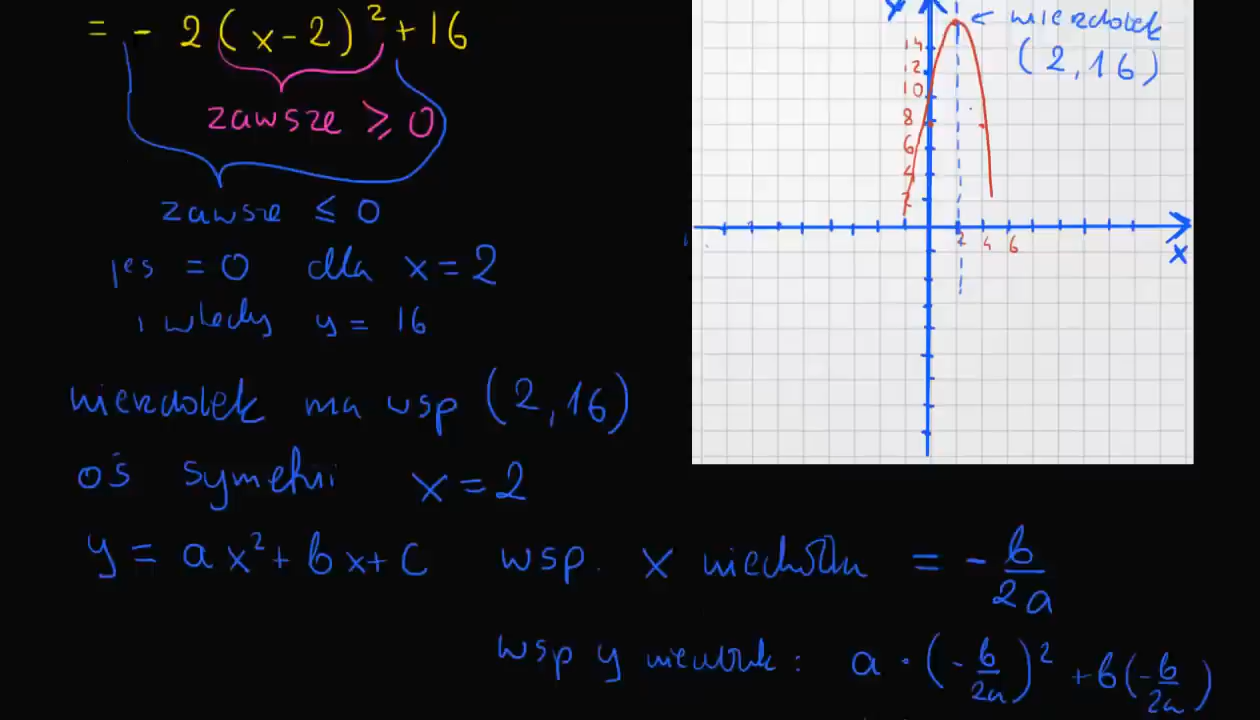 = - 2(x-2)² + 16
zawsze ≥ 0
zawsze ≤ 0
jes = 0 dla x = 2
i wtedy y = 16
wierzchołek ma wsp (2,16)
oś symetrii x = 2
y = ax² + bx + c wsp. x = -b/2a
wsp y : a · (-b/2a)² + b(-b/2a)
y ← wierzchołek
(2,16)
14
12
10
8
6
4
2
2 4 6
x